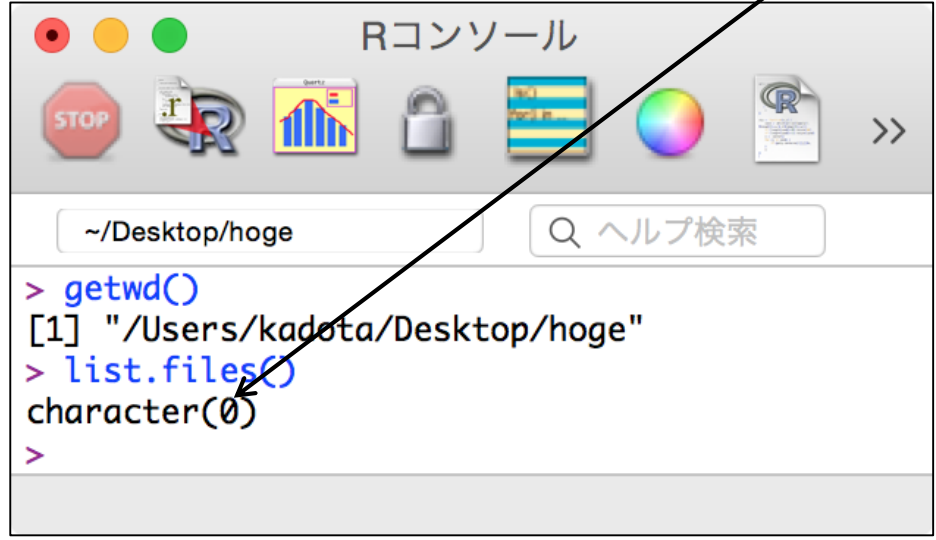 Rコンソール
STOP
.r R
Quartz
R
>>
~/Desktop/hoge
ヘルプ検索
> getwd()
[1] "/Users/kadota/Desktop/hoge"
> list.files()
character(0)
>